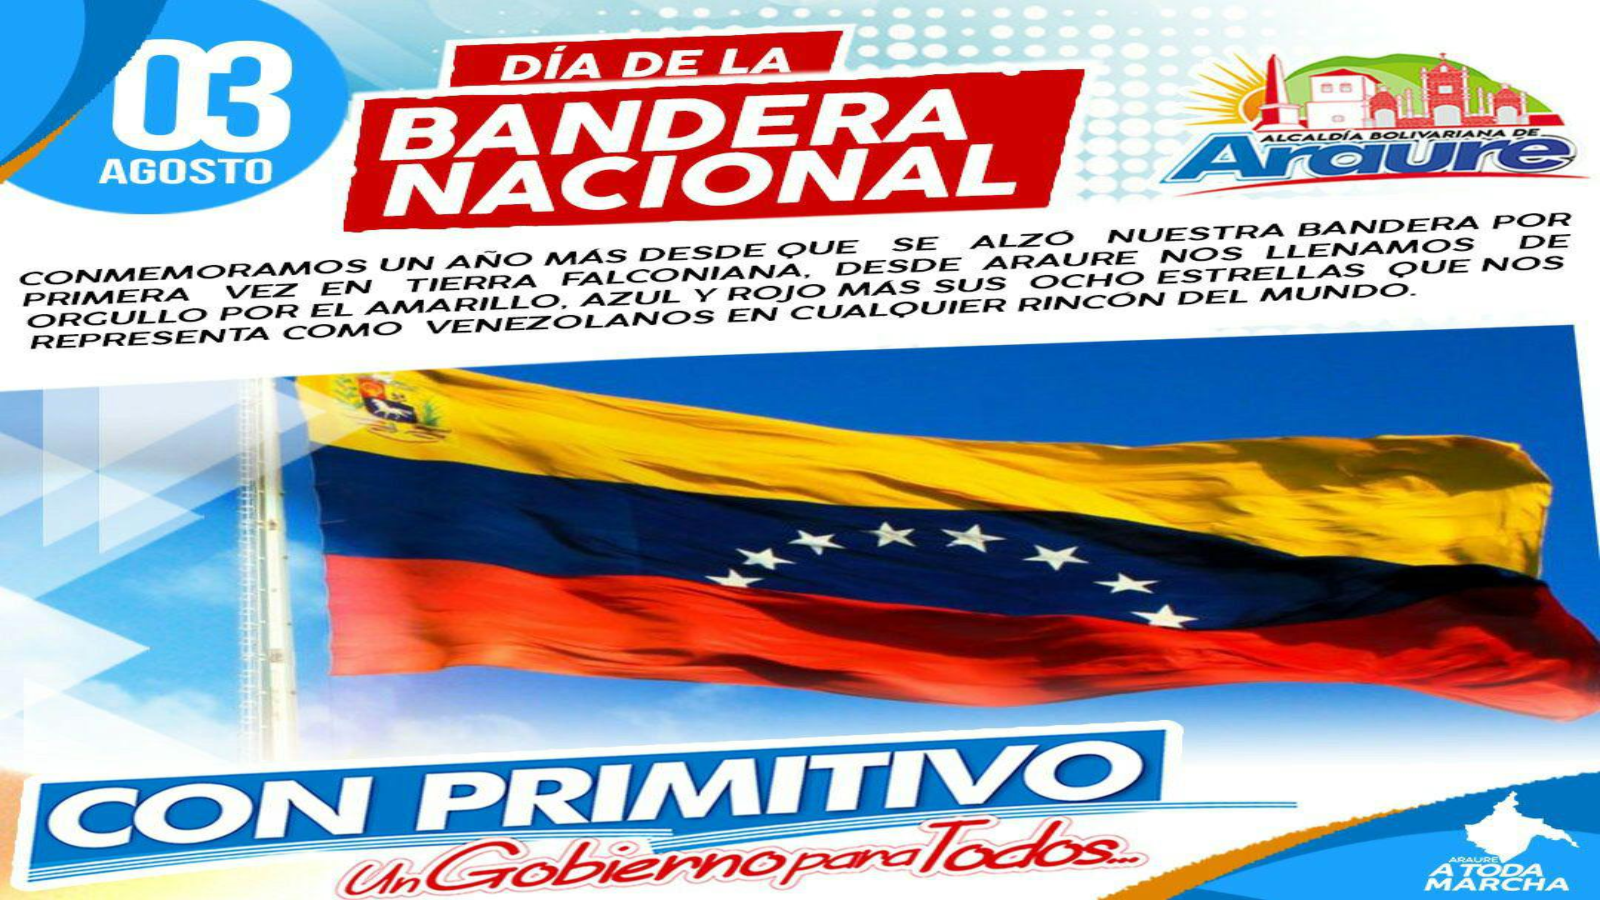 03
AGOSTO
DÍA DE LA
BANDERA
NACIONAL
ALCALDÍA BOLIVARIANA DE
Araure
CONMEMORAMOS UN AÑO MÁS DESDE QUE SE ALZÓ NUESTRA BANDERA POR
PRIMERA VEZ EN TIERRA FALCONIANA, DESDE ARAURE NOS LLENAMOS DE
ORGULLO POR EL AMARILLO, AZUL Y ROJO MÁS SUS OCHO ESTRELLAS QUE NOS
REPRESENTA COMO VENEZOLANOS EN CUALQUIER RINCÓN DEL MUNDO.
CON PRIMITIVO
Un Gobierno para Todos...
ARAURE
A TODA
MARCHA